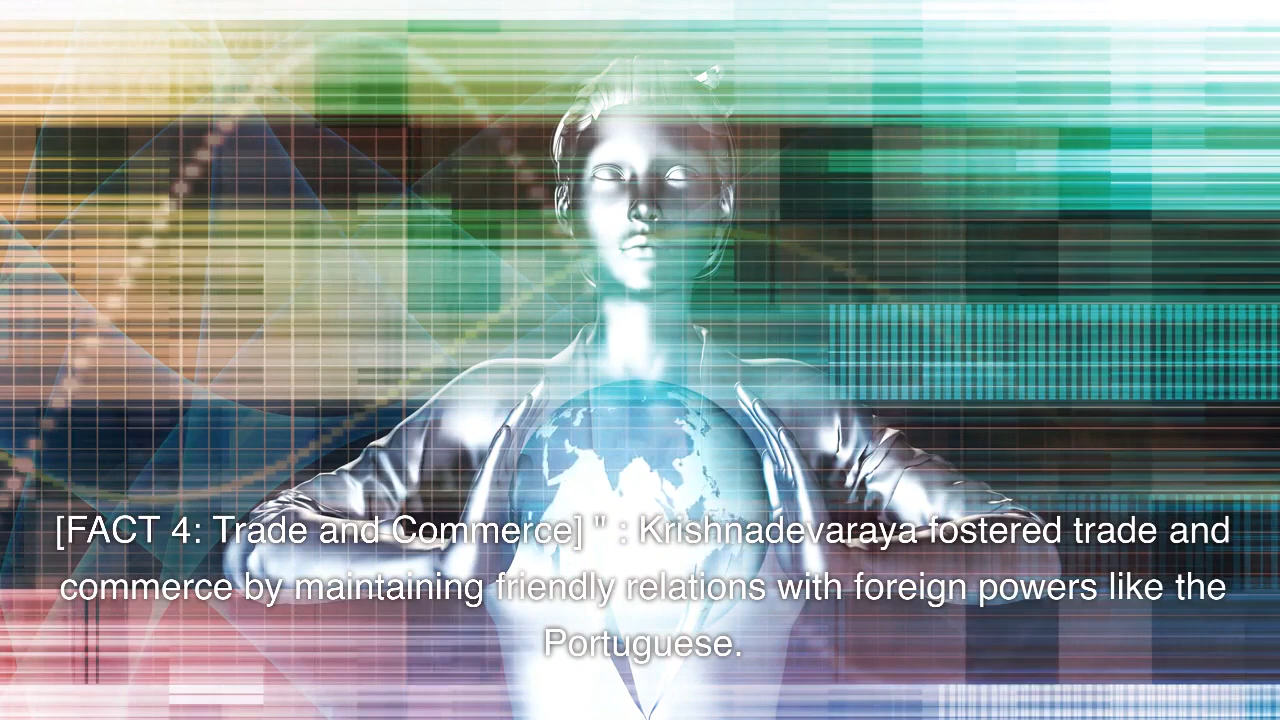 [FACT 4: Trade and Commerce] " : Krishnadevaraya fostered trade and
commerce by maintaining friendly relations with foreign powers like the
Portuguese.